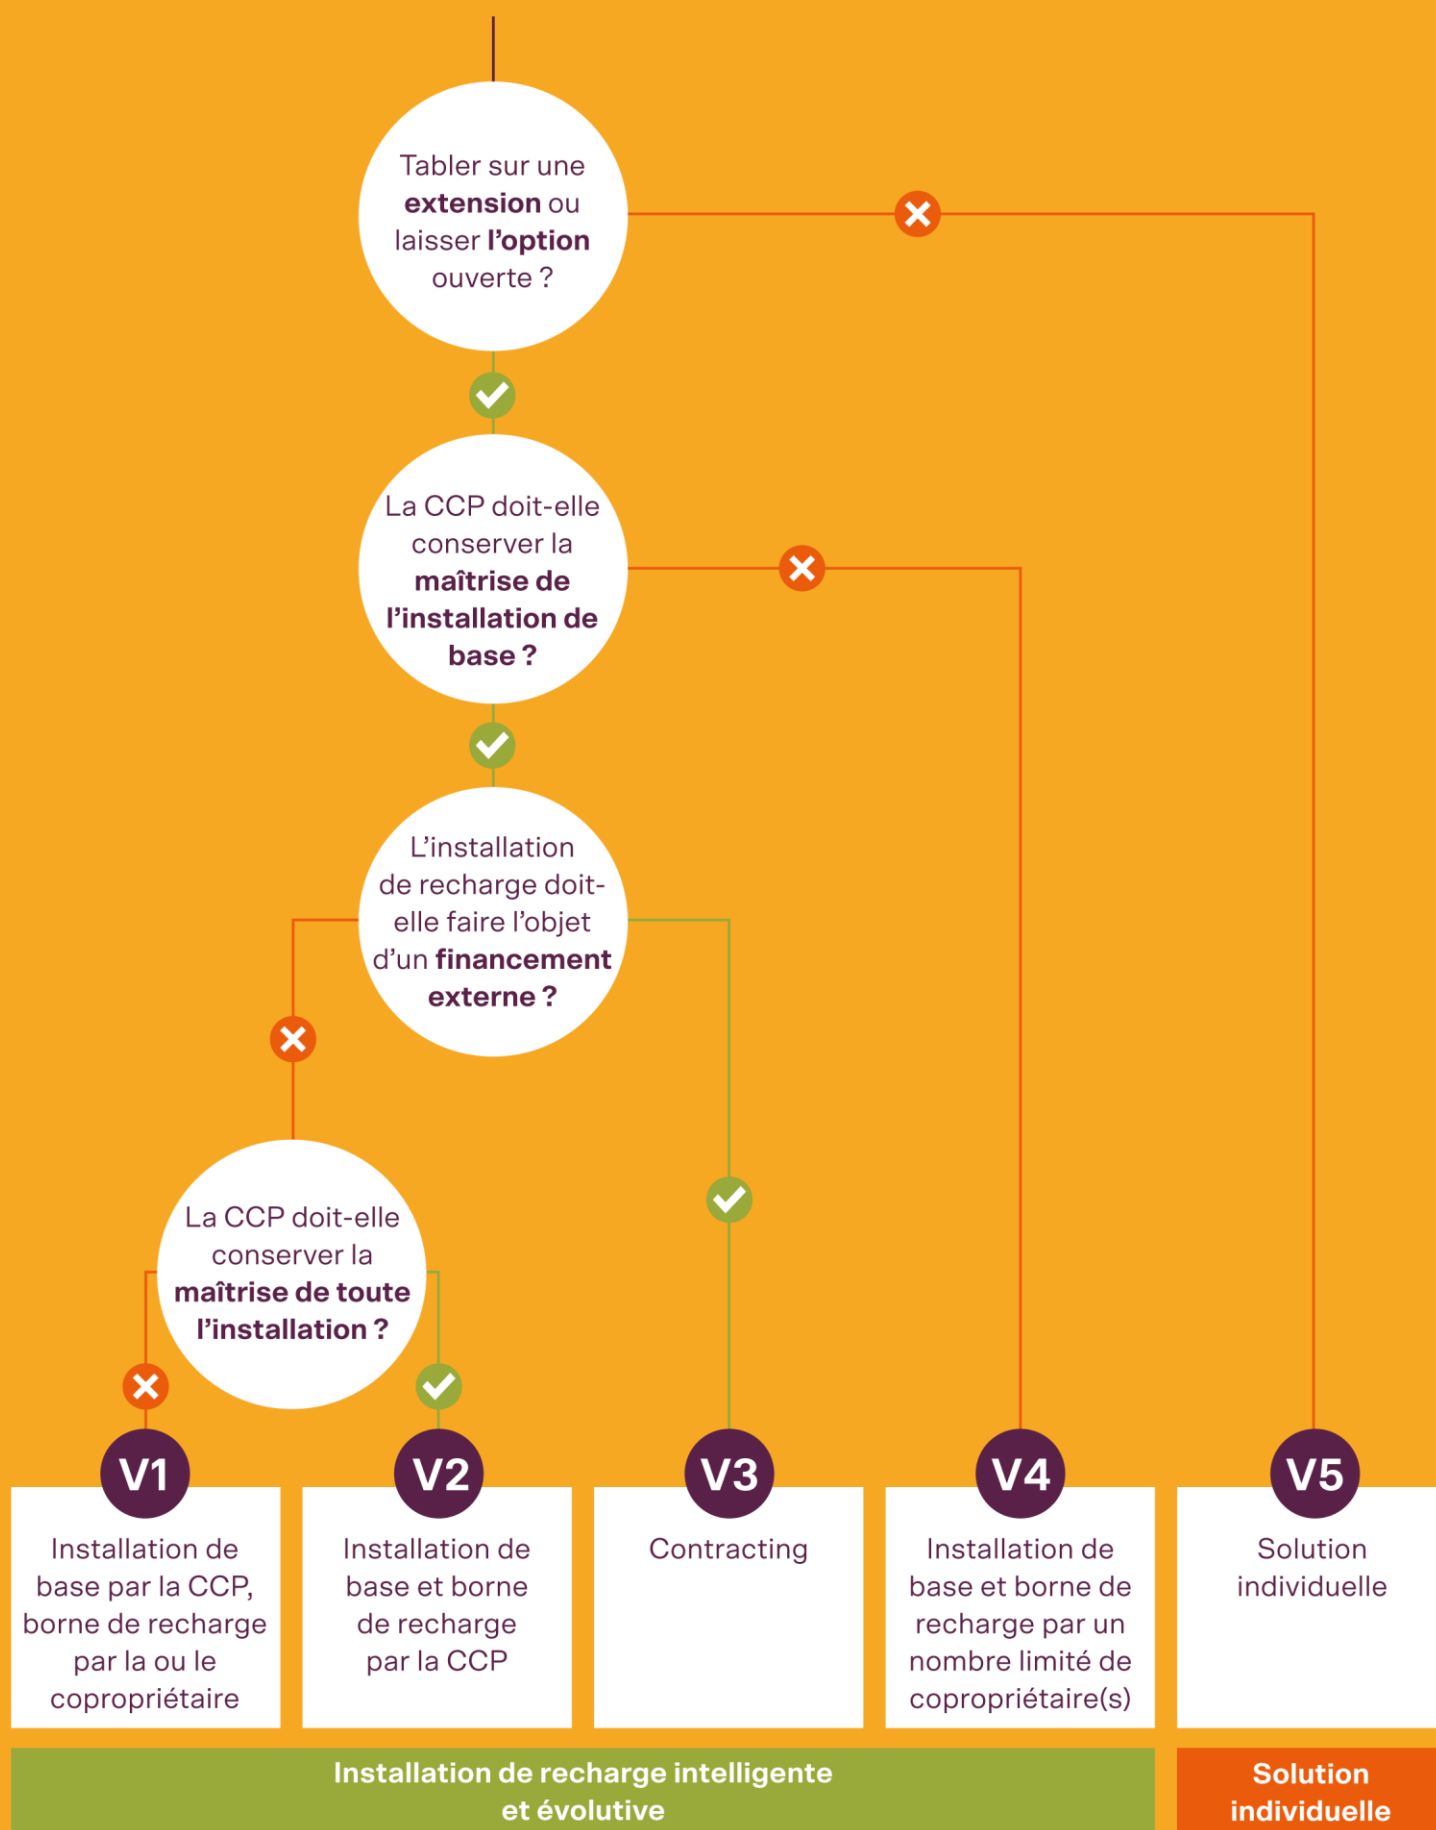 Tabler sur une
extension ou
laisser l’option
ouverte ?
La CCP doit-elle
conserver la
maîtrise de
l’installation de
base ?
L’installation
de recharge doit-
elle faire l’objet
d’un financement
externe ?
La CCP doit-elle
conserver la
maîtrise de toute
l’installation ?
V1
Installation de
base par la CCP,
borne de recharge
par la ou le
copropriétaire
V2
Installation de
base et borne
de recharge
par la CCP
V3
Contracting
V4
Installation de
base et borne de
recharge par un
nombre limité de
copropriétaire(s)
V5
Solution
individuelle
Installation de recharge intelligente
et évolutive
Solution
individuelle